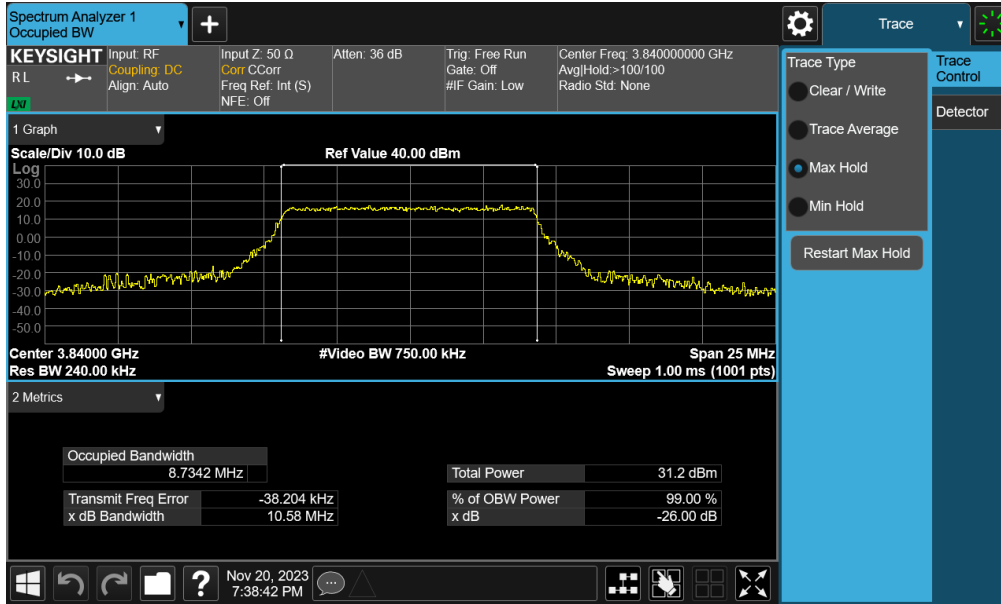 Spectrum Analyzer 1
Occupied BW
+
Trace
KEYSIGHT
RL
LXI
Input: RF
Coupling: DC
Align: Auto
Input Z: 50 Ω
Corr CCorr
Freq Ref: Int (S)
NFE: Off
Atten: 36 dB
Trig: Free Run
Gate: Off
#IF Gain: Low
Center Freq: 3.840000000 GHz
Avg|Hold:>100/100
Radio Std: None
Trace Type
Clear / Write
Trace Average
Max Hold
Min Hold
Restart Max Hold
Trace
Control
Detector
1 Graph
Scale/Div 10.0 dB
Ref Value 40.00 dBm
Log
30.0
20.0
10.0
0.00
-10.0
-20.0
-30.0
-40.0
-50.0
Center 3.84000 GHz
#Video BW 750.00 kHz
Span 25 MHz
Res BW 240.00 kHz
Sweep 1.00 ms (1001 pts)
2 Metrics
Occupied Bandwidth
8.7342 MHz
Total Power 31.2 dBm
Transmit Freq Error -38.204 kHz
% of OBW Power 99.00 %
x dB Bandwidth 10.58 MHz
x dB -26.00 dB
?
Nov 20, 2023
7:38:42 PM